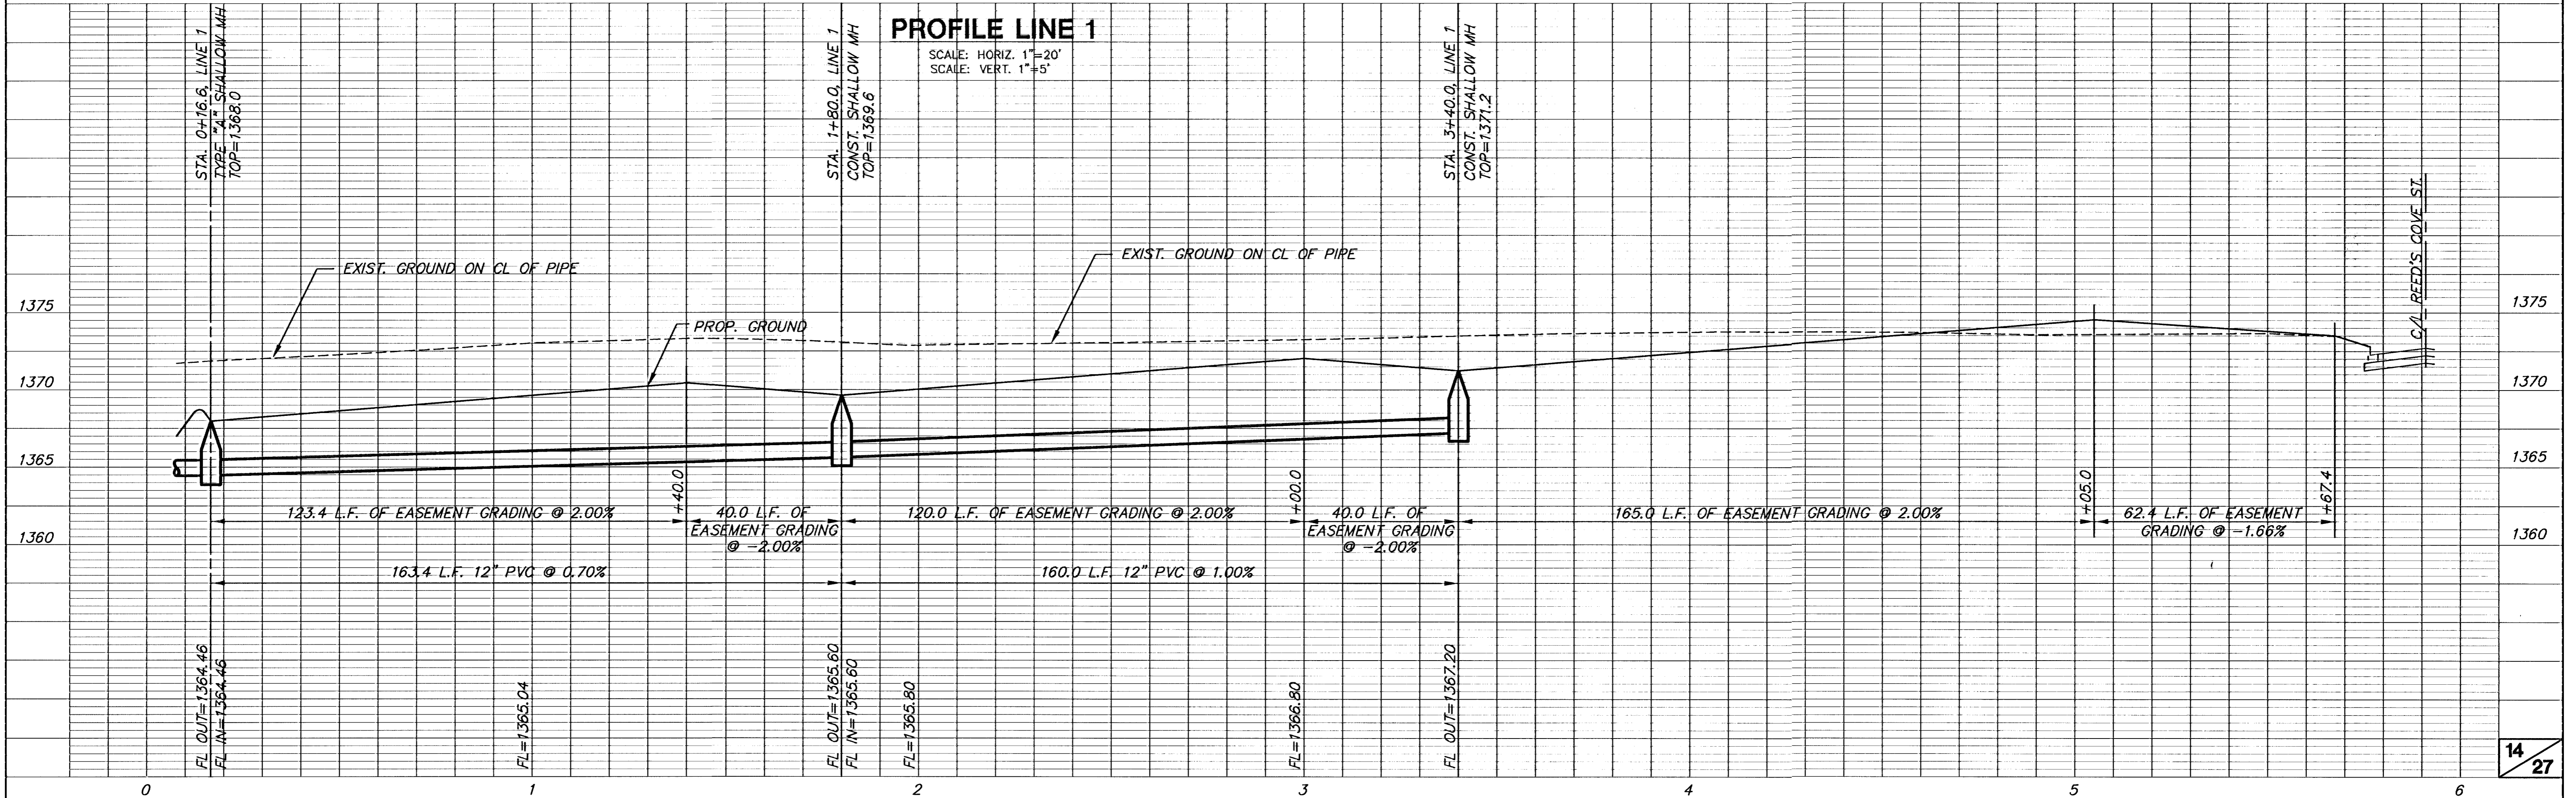 PROFILE LINE 1
SCALE: HORIZ. 1"=20'
SCALE: VERT. 1"=5'
STA. 0+16.6, LINE 1
TYPE "A" SHALLOW MH
TOP=1368.0
STA. 1+80.0, LINE 1
CONST. SHALLOW MH
TOP=1369.6
STA. 3+40.0, LINE 1
CONST. SHALLOW MH
TOP=1371.2
C/L REED'S COVE ST.
EXIST. GROUND ON CL OF PIPE
EXIST. GROUND ON CL OF PIPE
PROP. GROUND
1375
1375
1370
1370
1365
1365
1360
1360
+40.0
+00.0
+05.0
+67.4
123.4 L.F. OF EASEMENT GRADING @ 2.00%
40.0 L.F. OF
EASEMENT GRADING
@ -2.00%
120.0 L.F. OF EASEMENT GRADING @ 2.00%
40.0 L.F. OF
EASEMENT GRADING
@ -2.00%
165.0 L.F. OF EASEMENT GRADING @ 2.00%
62.4 L.F. OF EASEMENT
GRADING @ -1.66%
163.4 L.F. 12" PVC @ 0.70%
160.0 L.F. 12" PVC @ 1.00%
FL OUT=1364.46
FL IN=1364.46
FL=1365.04
FL OUT=1365.60
FL IN=1365.60
FL=1365.80
FL=1366.80
FL OUT=1367.20
14
27
0
1
2
3
4
5
6